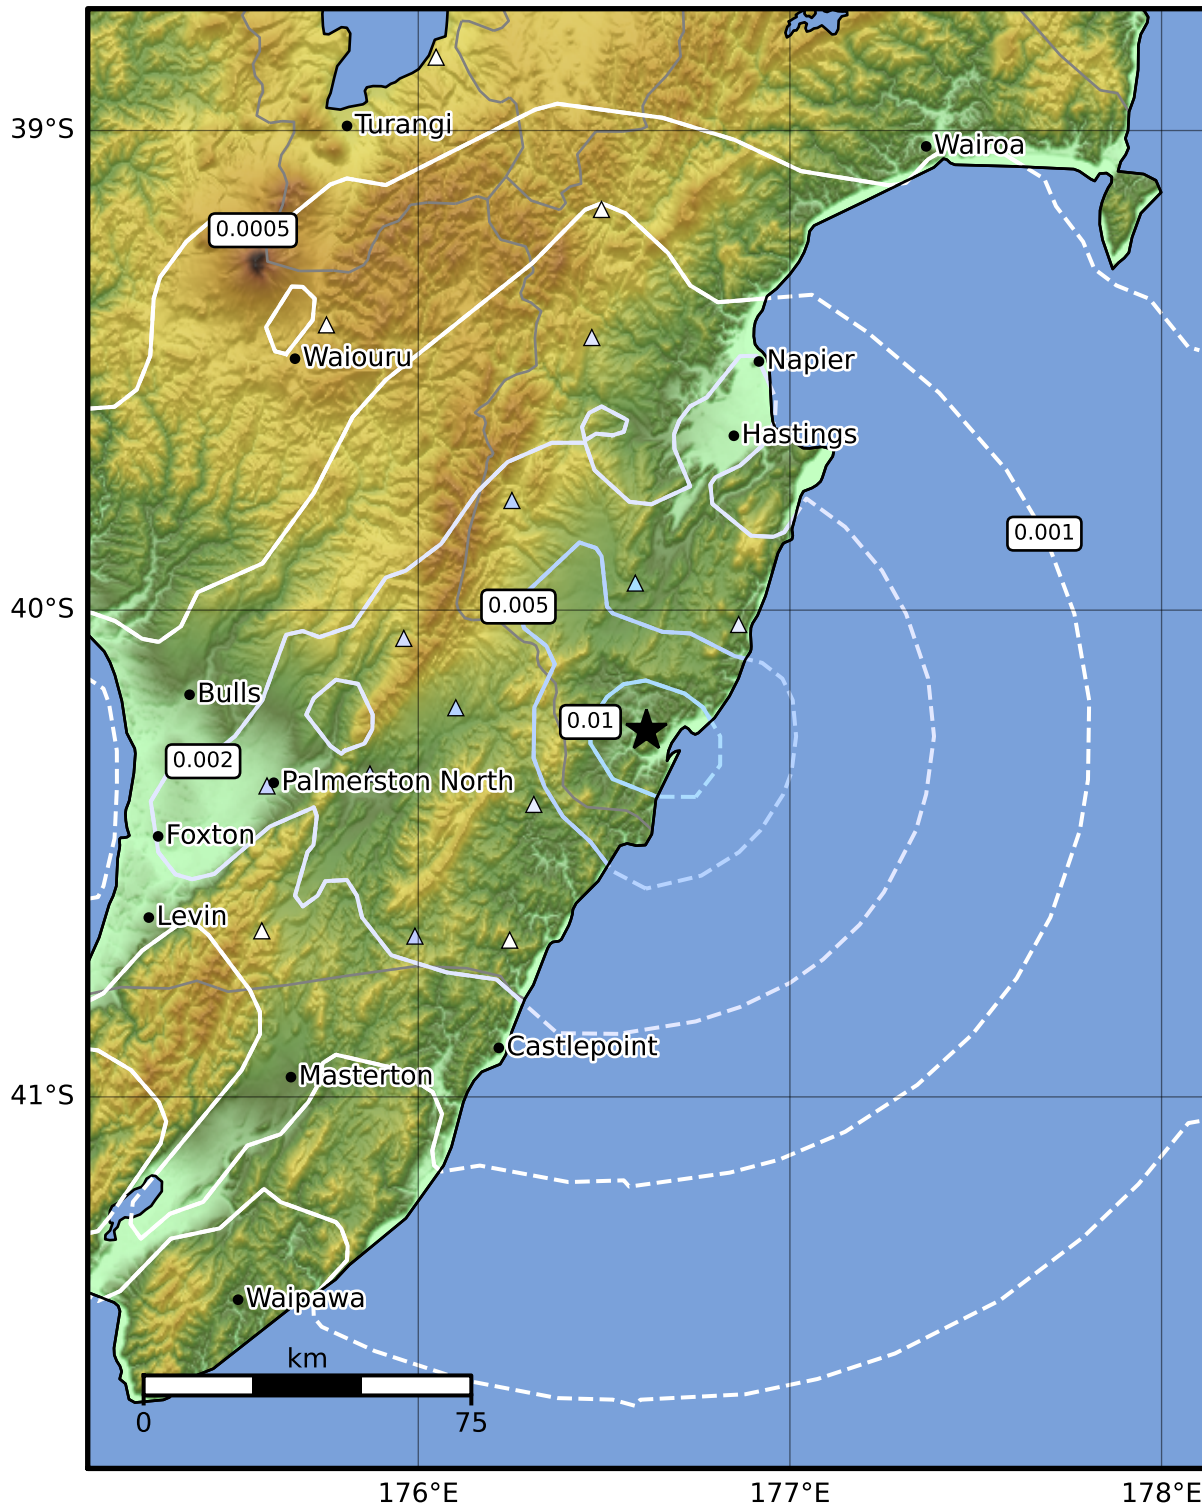 Turangi
39°S
Wairoa
0.0005
Waiouru
Napier
Hastings
0.001
0.005
40°S
Bulls
0.01
0.002
Palmerston North
Foxton
Levin
Castlepoint
Masterton
41°S
Waipawa
km
0 75
176°E 177°E 178°E